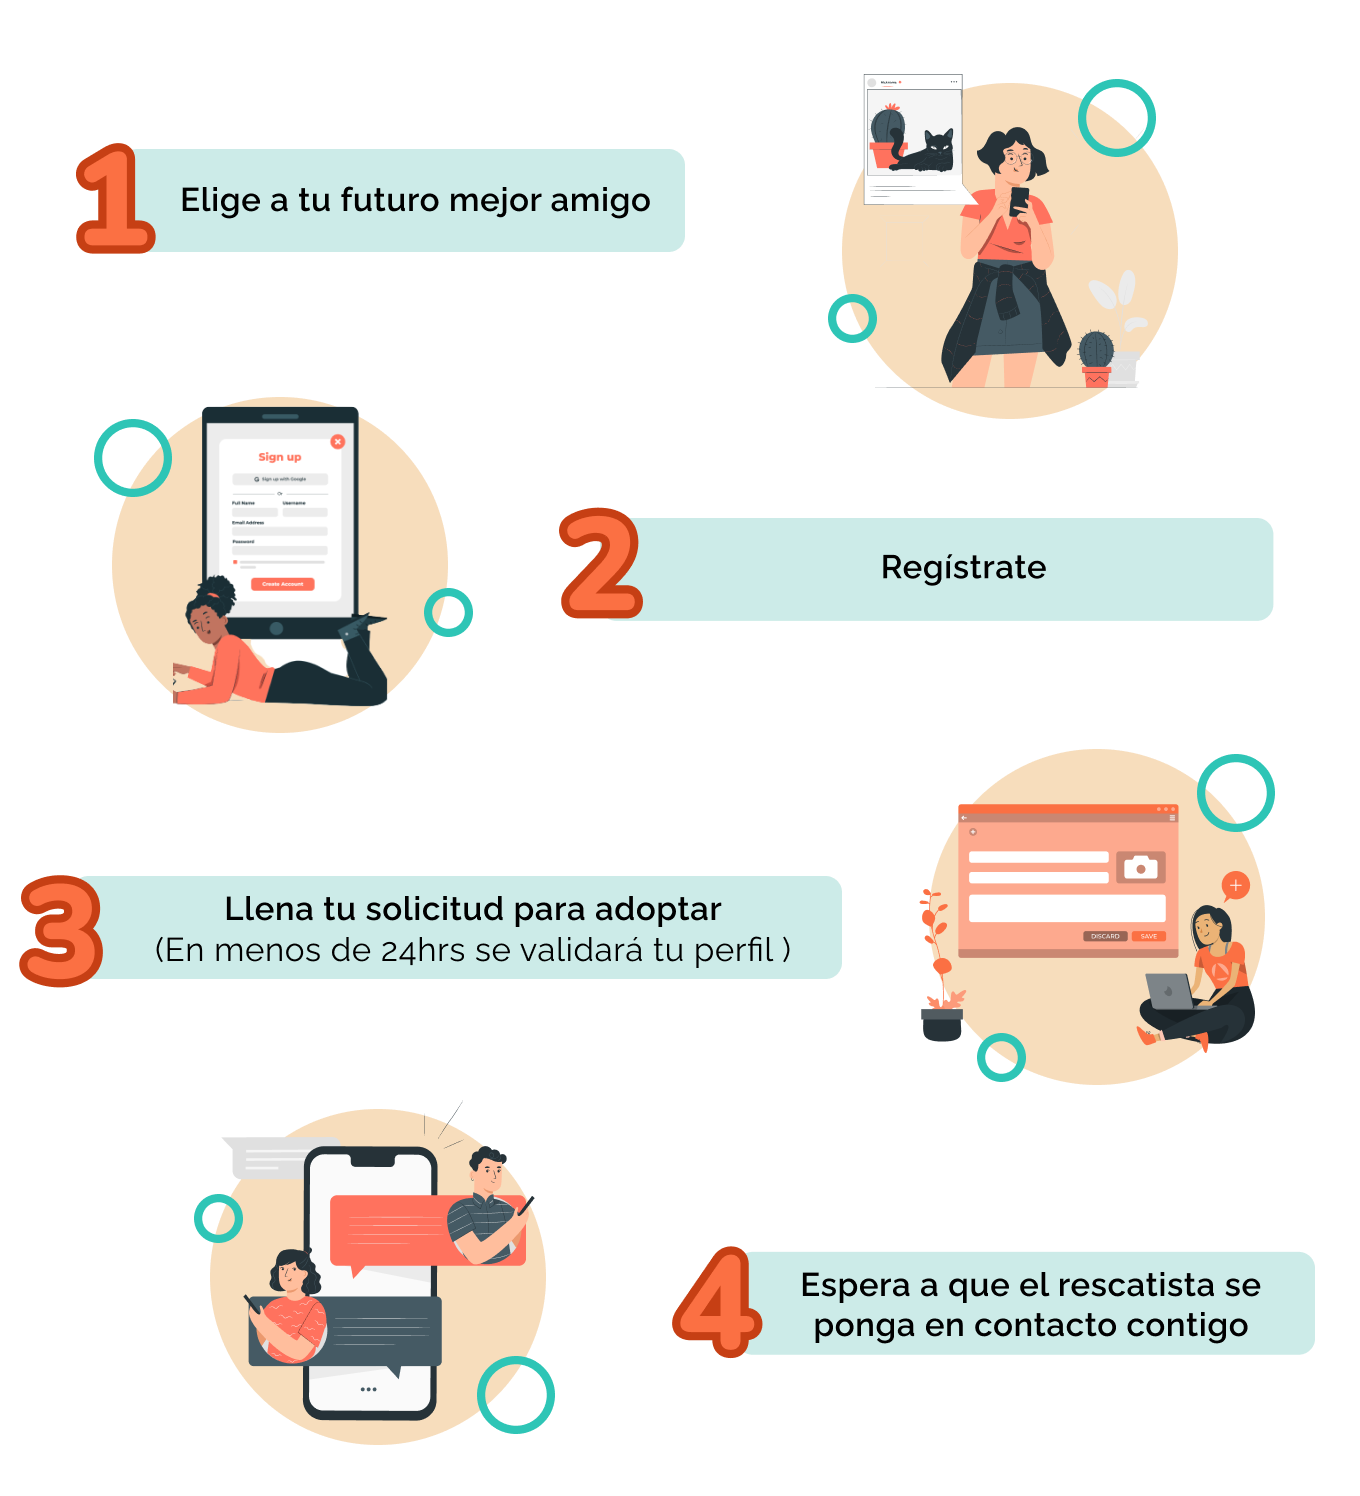 1
Elige a tu futuro mejor amigo
Sign up
G Sign up with Google
Or
Full Name Username
Email Address
Password
Create Account
2
Regístrate
3
Llena tu solicitud para adoptar
(En menos de 24hrs se validará tu perfil )
DISCARD SAVE
4
Espera a que el rescatista se
ponga en contacto contigo